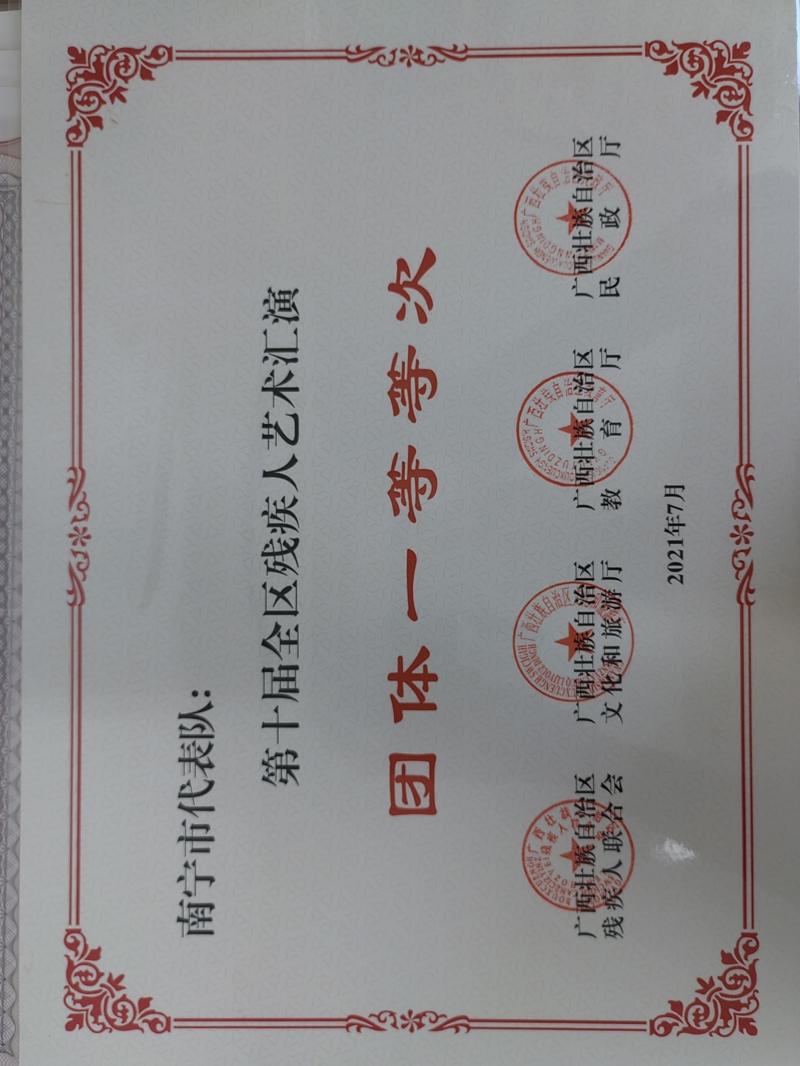 南宁市代表队:
第十届全区残疾人艺术汇演
团体一等等次
广西壮族自治区
残疾人联合会
广西壮族自治区
文化和旅游厅
广西壮族自治区
教育厅
广西壮族自治区
民政厅
2021年7月